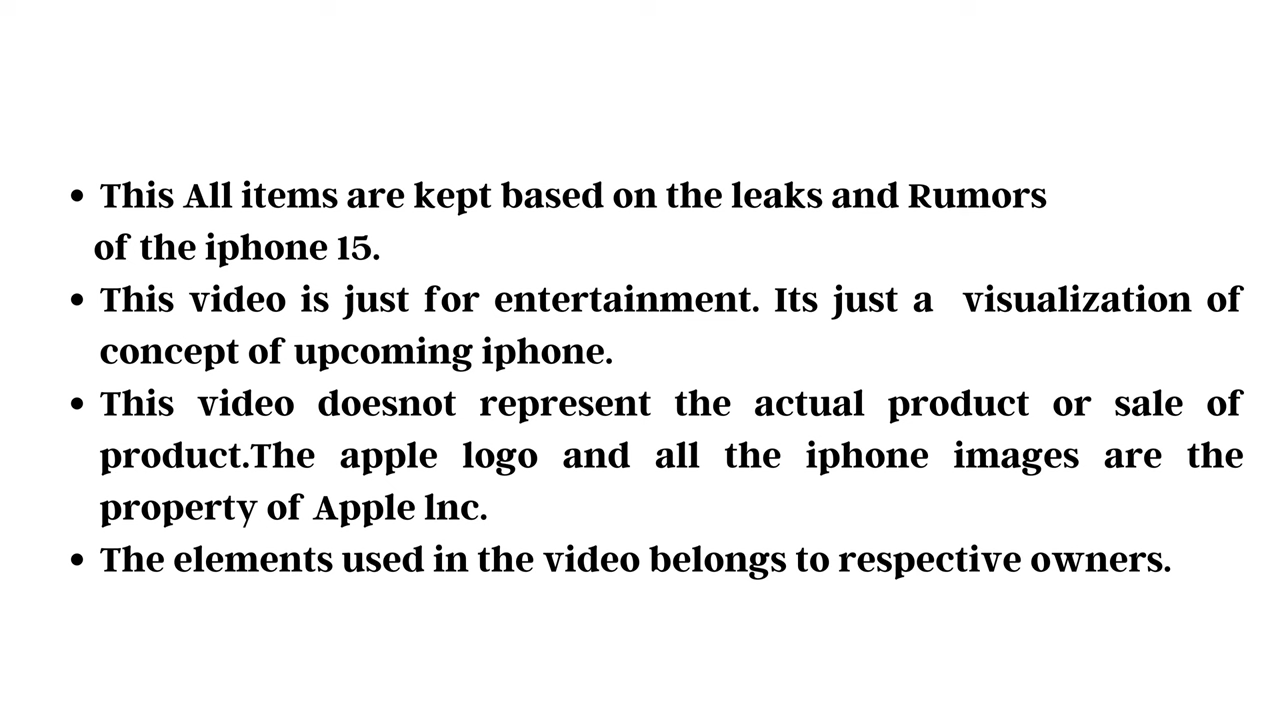 • This All items are kept based on the leaks and Rumors
of the iphone 15.
• This video is just for entertainment. Its just a visualization of
concept of upcoming iphone.
• This video doesnot represent the actual product or sale of
product.The apple logo and all the iphone images are the
property of Apple lnc.
• The elements used in the video belongs to respective owners.